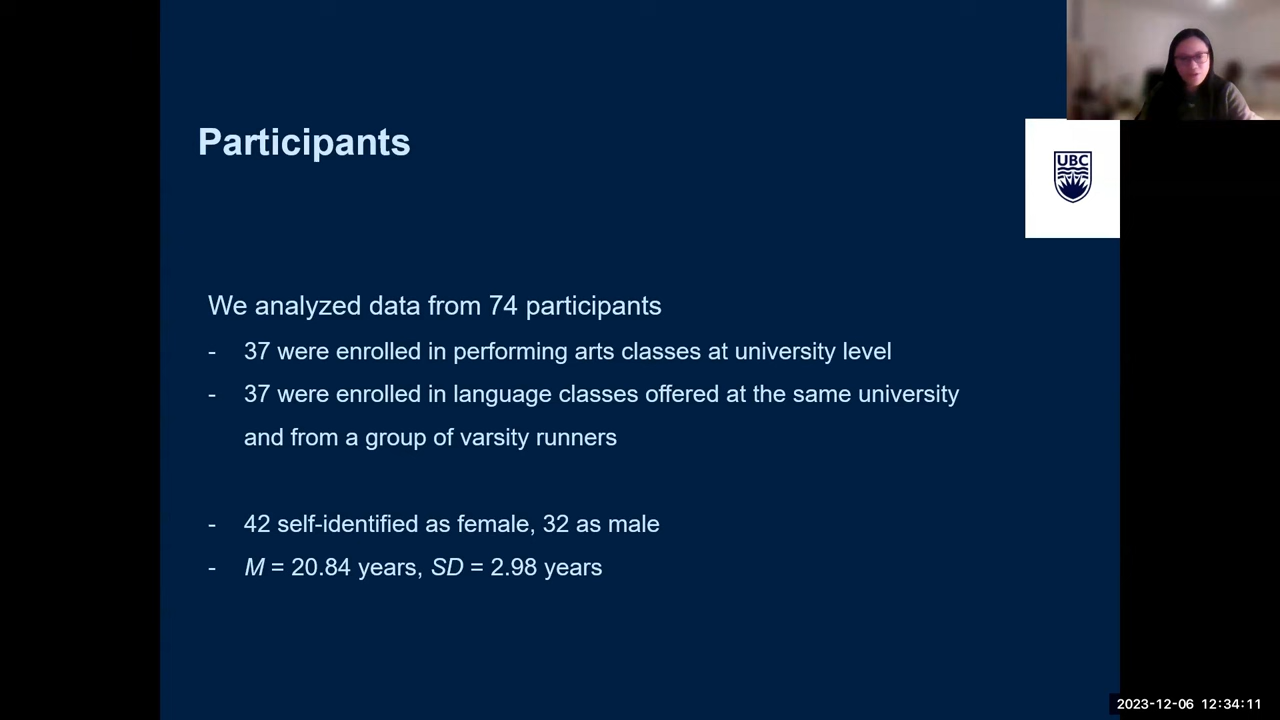 Participants
UBC
We analyzed data from 74 participants
- 37 were enrolled in performing arts classes at university level
- 37 were enrolled in language classes offered at the same university
and from a group of varsity runners
- 42 self-identified as female, 32 as male
- M = 20.84 years, SD = 2.98 years
2023-12-06 12:34:11